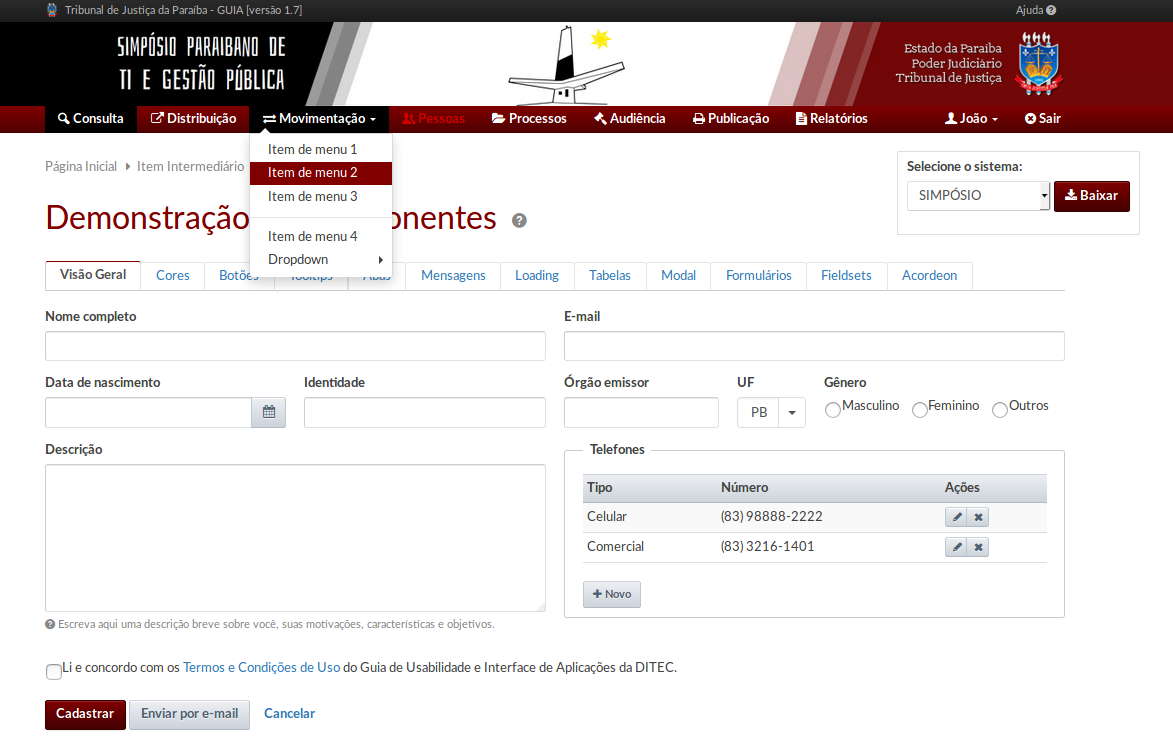 Tribunal de Justiça da Paraíba - GUIA [versão 1.7]
Ajuda
SIMPÓSIO PARAIBANO DE
TI E GESTÃO PÚBLICA
Estado da Paraíba
Poder Judiciário
Tribunal de Justiça
Consulta Distribuição Movimentação Pessoas Processos Audiência Publicação Relatórios João Sair
Item de menu 1
Item de menu 2
Item de menu 3
Item de menu 4
Dropdown
Página Inicial Item Intermediário
Selecione o sistema:
SIMPÓSIO Baixar
Demonstração onentes
Visão Geral Cores Botões Tooltips Abas Mensagens Loading Tabelas Modal Formulários Fieldsets Acordeon
Nome completo E-mail
Data de nascimento Identidade Órgão emissor UF Gênero
PB Masculino Feminino Outros
Descrição Telefones
Tipo Número Ações
Celular (83) 98888-2222
Comercial (83) 3216-1401
Novo
Escreva aqui uma descrição breve sobre você, suas motivações, características e objetivos.
Li e concordo com os Termos e Condições de Uso do Guia de Usabilidade e Interface de Aplicações da DITEC.
Cadastrar Enviar por e-mail Cancelar